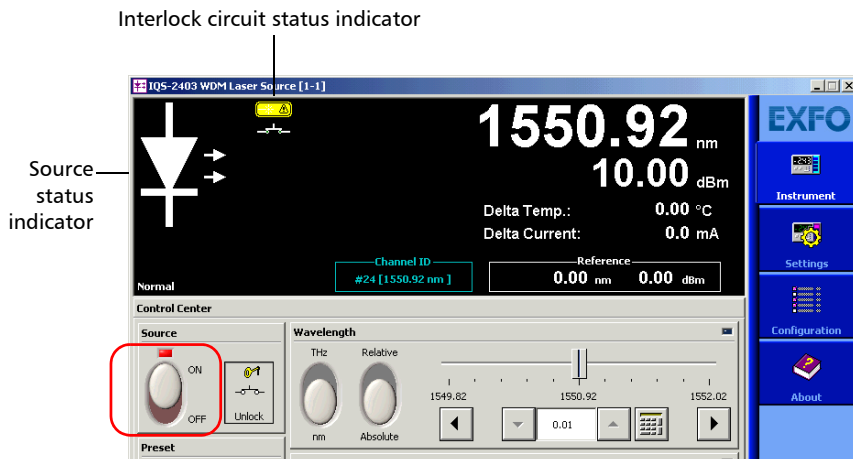 Interlock circuit status indicator
IQS-2403 WDM Laser Source [1-1]
EXFO
1550.92 nm
10.00 dBm
Source
status
indicator
Instrument
Delta Temp.: 0.00 °C
Delta Current: 0.0 mA
Settings
Channel ID
#24 [1550.92 nm ]
Reference
0.00 nm 0.00 dBm
Normal
Control Center
Configuration
Source
ON
OFF
Unlock
Wavelength
THz
nm
Relative
Absolute
1549.82 1550.92 1552.02
0.01
About
Preset